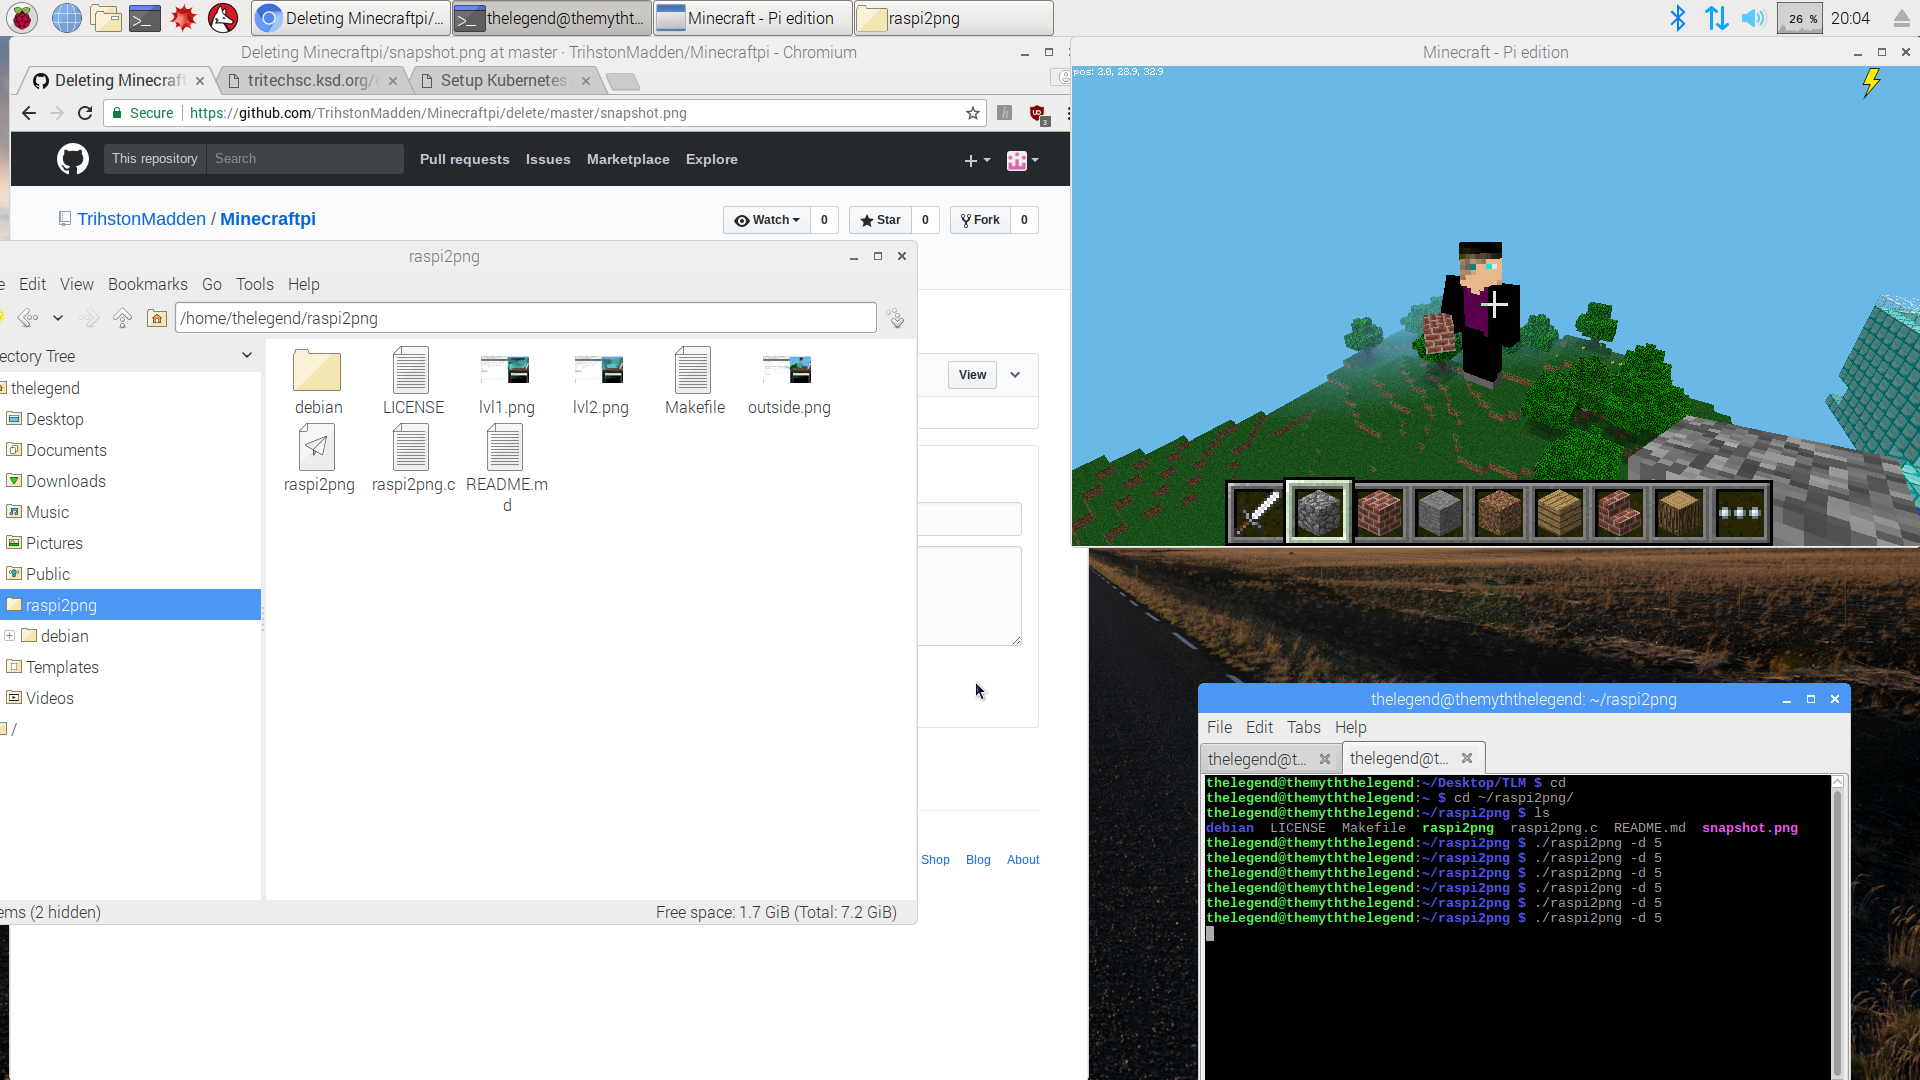 Deleting Minecraftpi/...
thelegend@themytht...
Minecraft - Pi edition
raspi2png
26 %
20:04
Deleting Minecraftpi/snapshot.png at master · TrihstonMadden/Minecraftpi - Chromium
Deleting Minecraft
tritechsc.ksd.org/
Setup Kubernetes
Secure
https://github.com/TrihstonMadden/Minecraftpi/delete/master/snapshot.png
3
This repository
Search
Pull requests
Issues
Marketplace
Explore
TrihstonMadden / Minecraftpi
Watch
0
Star
0
Fork
0
View
Shop
Blog
About
raspi2png
Edit
View
Bookmarks
Go
Tools
Help
/home/thelegend/raspi2png
ectory Tree
thelegend
Desktop
Documents
Downloads
Music
Pictures
Public
raspi2png
debian
Templates
Videos
/
debian
LICENSE
lvl1.png
lvl2.png
Makefile
outside.png
raspi2png
raspi2png.c
README.m
d
ems (2 hidden)
Free space: 1.7 GiB (Total: 7.2 GiB)
Minecraft - Pi edition
pos: 2.0, 28.9, 32.9
thelegend@themyththelegend: ~/raspi2png
File
Edit
Tabs
Help
thelegend@t...
thelegend@t...
thelegend@themyththelegend:~/Desktop/TLM $ cd
thelegend@themyththelegend:~ $ cd ~/raspi2png/
thelegend@themyththelegend:~/raspi2png $ ls
debian  LICENSE  Makefile  raspi2png  raspi2png.c  README.md  snapshot.png
thelegend@themyththelegend:~/raspi2png $ ./raspi2png -d 5
thelegend@themyththelegend:~/raspi2png $ ./raspi2png -d 5
thelegend@themyththelegend:~/raspi2png $ ./raspi2png -d 5
thelegend@themyththelegend:~/raspi2png $ ./raspi2png -d 5
thelegend@themyththelegend:~/raspi2png $ ./raspi2png -d 5
thelegend@themyththelegend:~/raspi2png $ ./raspi2png -d 5